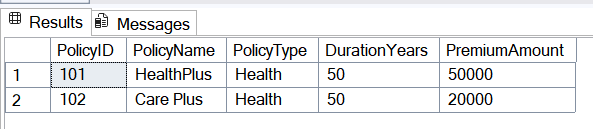 Results Messages
PolicyID PolicyName PolicyType DurationYears PremiumAmount
1 101 HealthPlus Health 50 50000
2 102 Care Plus Health 50 20000